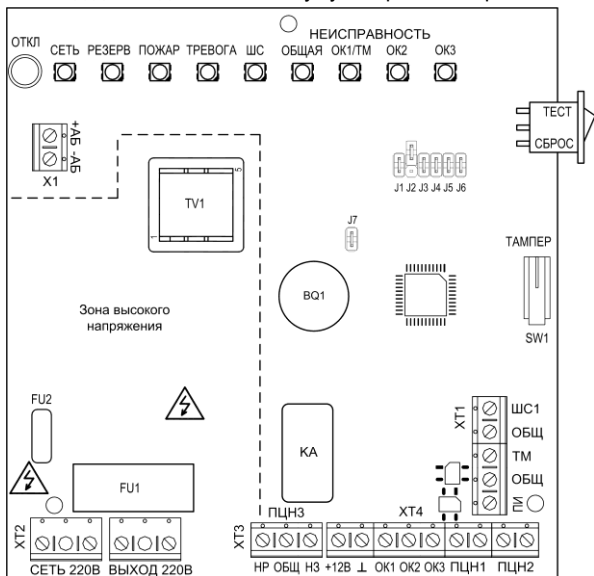 НЕИСПРАВНОСТЬ
ОТКЛ СЕТЬ РЕЗЕРВ ПОЖАР ТРЕВОГА ШС ОБЩАЯ ОК1/ТМ ОК2 ОК3
ТЕСТ
СБРОС
+АБ -АБ
X1
TV1
1
5
J1 J2 J3 J4 J5 J6
J7
ТАМПЕР
SW1
BQ1
Зона высокого
напряжения
FU2
FU1
KA
XT1
ШС1
ОБЩ
ТМ
ОБЩ
ПИ
XT2
СЕТЬ 220В ВЫХОД 220В
XT3
ПЦН3
XT4
НР ОБЩ НЗ +12В ⊥ ОК1 ОК2 ОК3 ПЦН1 ПЦН2